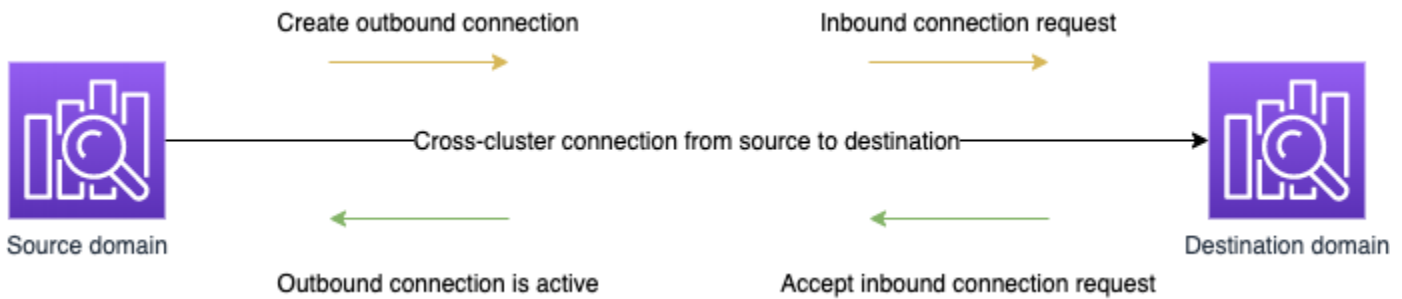 Create outbound connection
Inbound connection request
Cross-cluster connection from source to destination
Source domain
Destination domain
Outbound connection is active
Accept inbound connection request